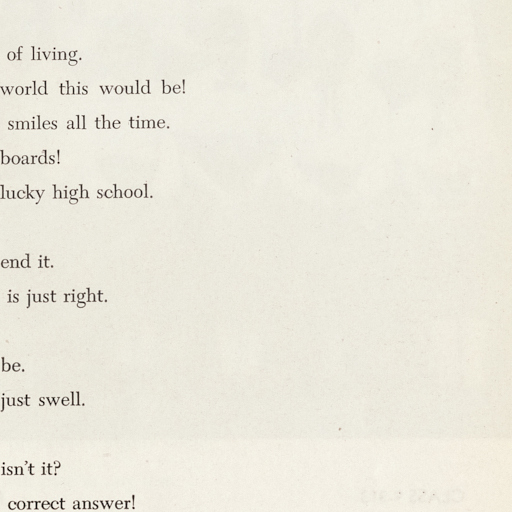 of living.
world this would be!
smiles all the time.
boards!
lucky high school.
end it.
is just right.
be.
just swell.
isn't it?
correct answer!